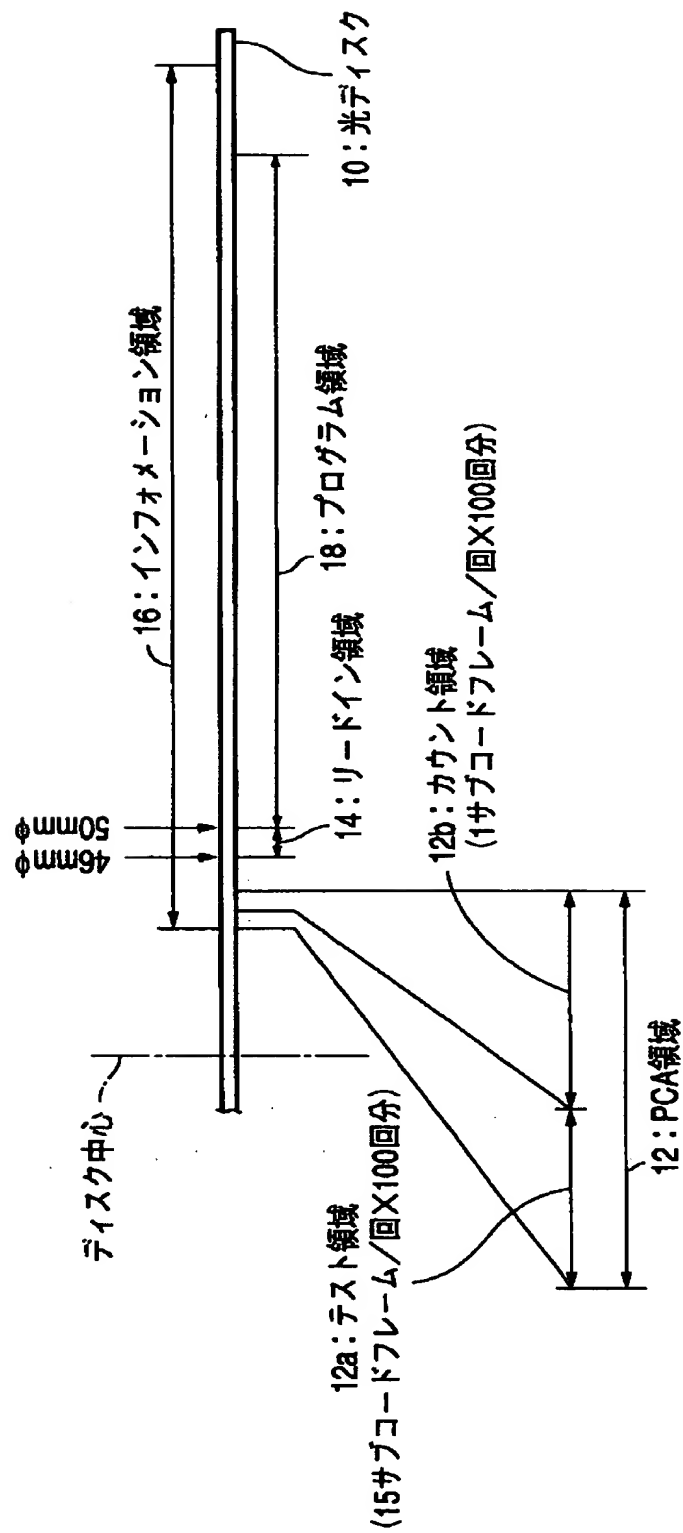 ディスク中心
46mmφ
50mmφ
16：インフォメーション領域
10：光ディスク
14：リードイン領域
18：プログラム領域
12a：テスト領域
(15サブコードフレーム／回×100回分)
12b：カウント領域
(1サブコードフレーム／回×100回分)
12：PCA領域